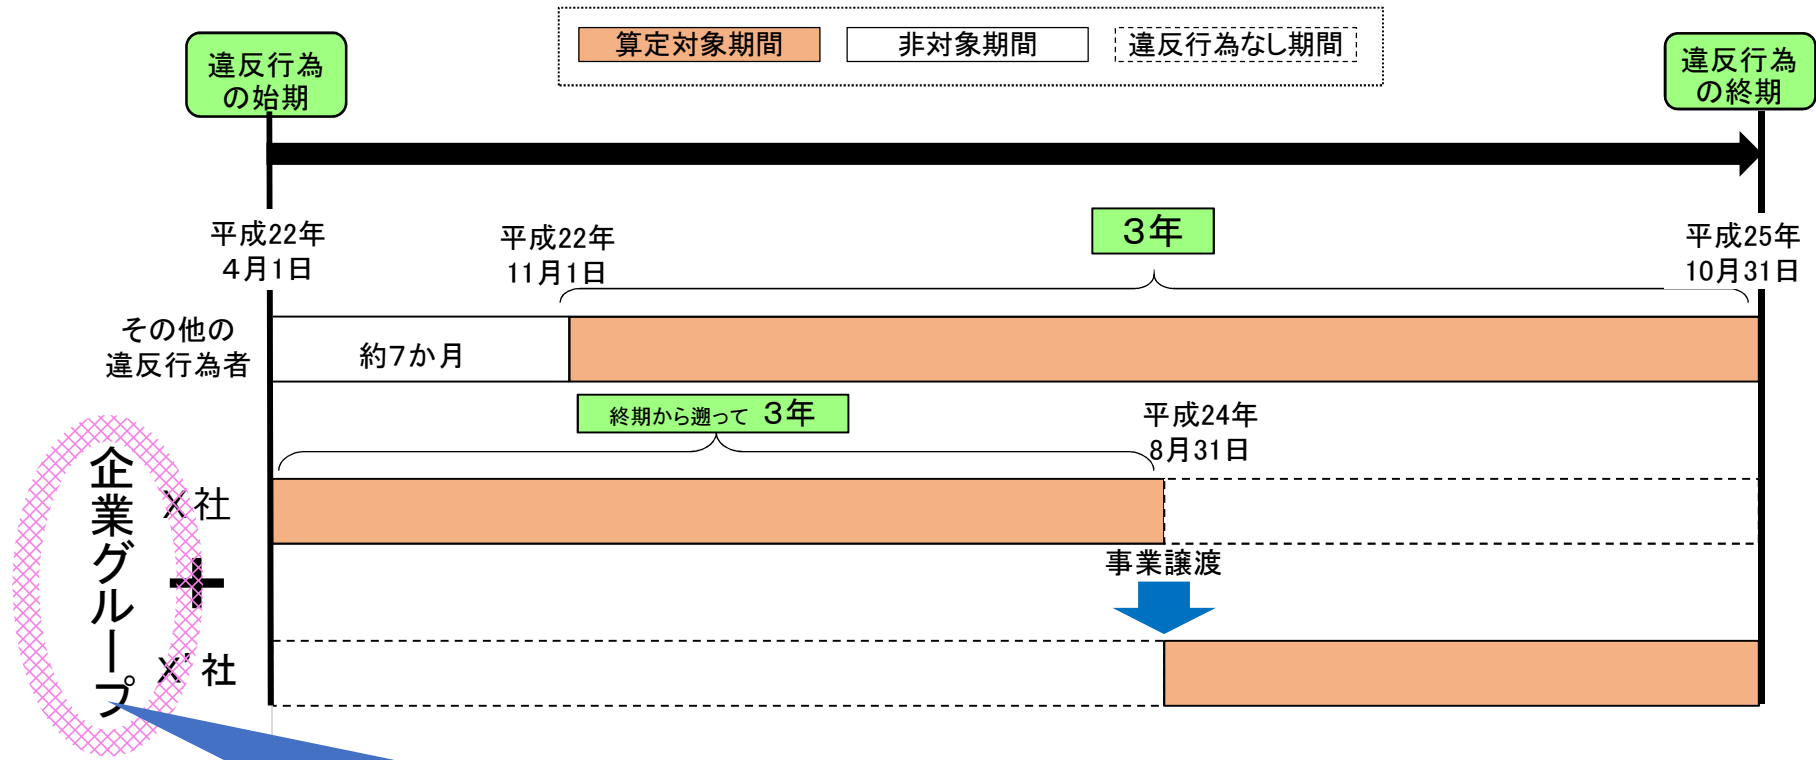 算定対象期間
非対象期間
違反行為なし期間
違反行為
の始期
違反行為
の終期
平成22年
4月1日
平成22年
11月1日
3年
平成25年
10月31日
その他の
違反行為者
約7か月
終期から遡って 3年
平成24年
8月31日
企業グループ
X社
+
事業譲渡
X'社